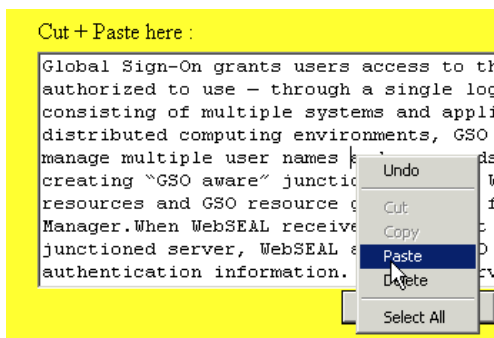 Cut + Paste here :
Global Sign-On grants users access to th
authorized to use — through a single log
consisting of multiple systems and appli
distributed computing environments, GSO
manage multiple user names
creating “GSO aware” junctio
resources and GSO resource
Manager.When WebSEAL receive
junctioned server, WebSEAL
authentication information.
Undo
Cut
Copy
Paste
Delete
Select All